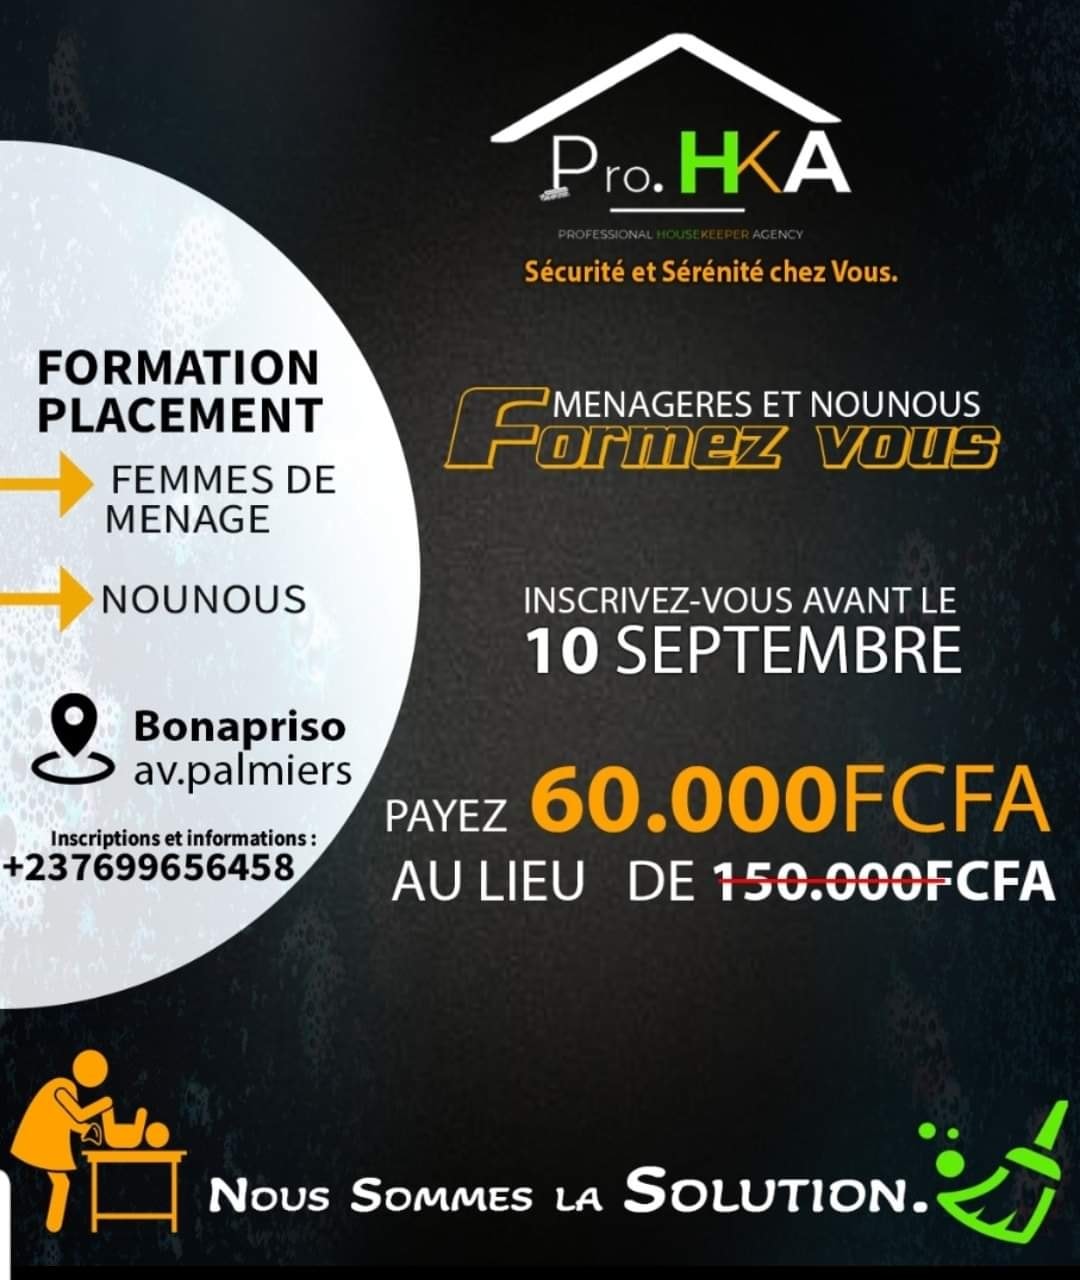 Pro.HKA
PROFESSIONAL HOUSEKEEPER AGENCY
Sécurité et Sérénité chez Vous.
FORMATION
PLACEMENT
FEMMES DE
MENAGE
NOUNOUS
Bonapriso
av.palmiers
Inscriptions et informations :
+237699656458
MENAGERES ET NOUNOUS
Formez vous
INSCRIVEZ-VOUS AVANT LE
10 SEPTEMBRE
PAYEZ 60.000FCFA
AU LIEU DE 150.000FCFA
NOUS SOMMES LA SOLUTION.